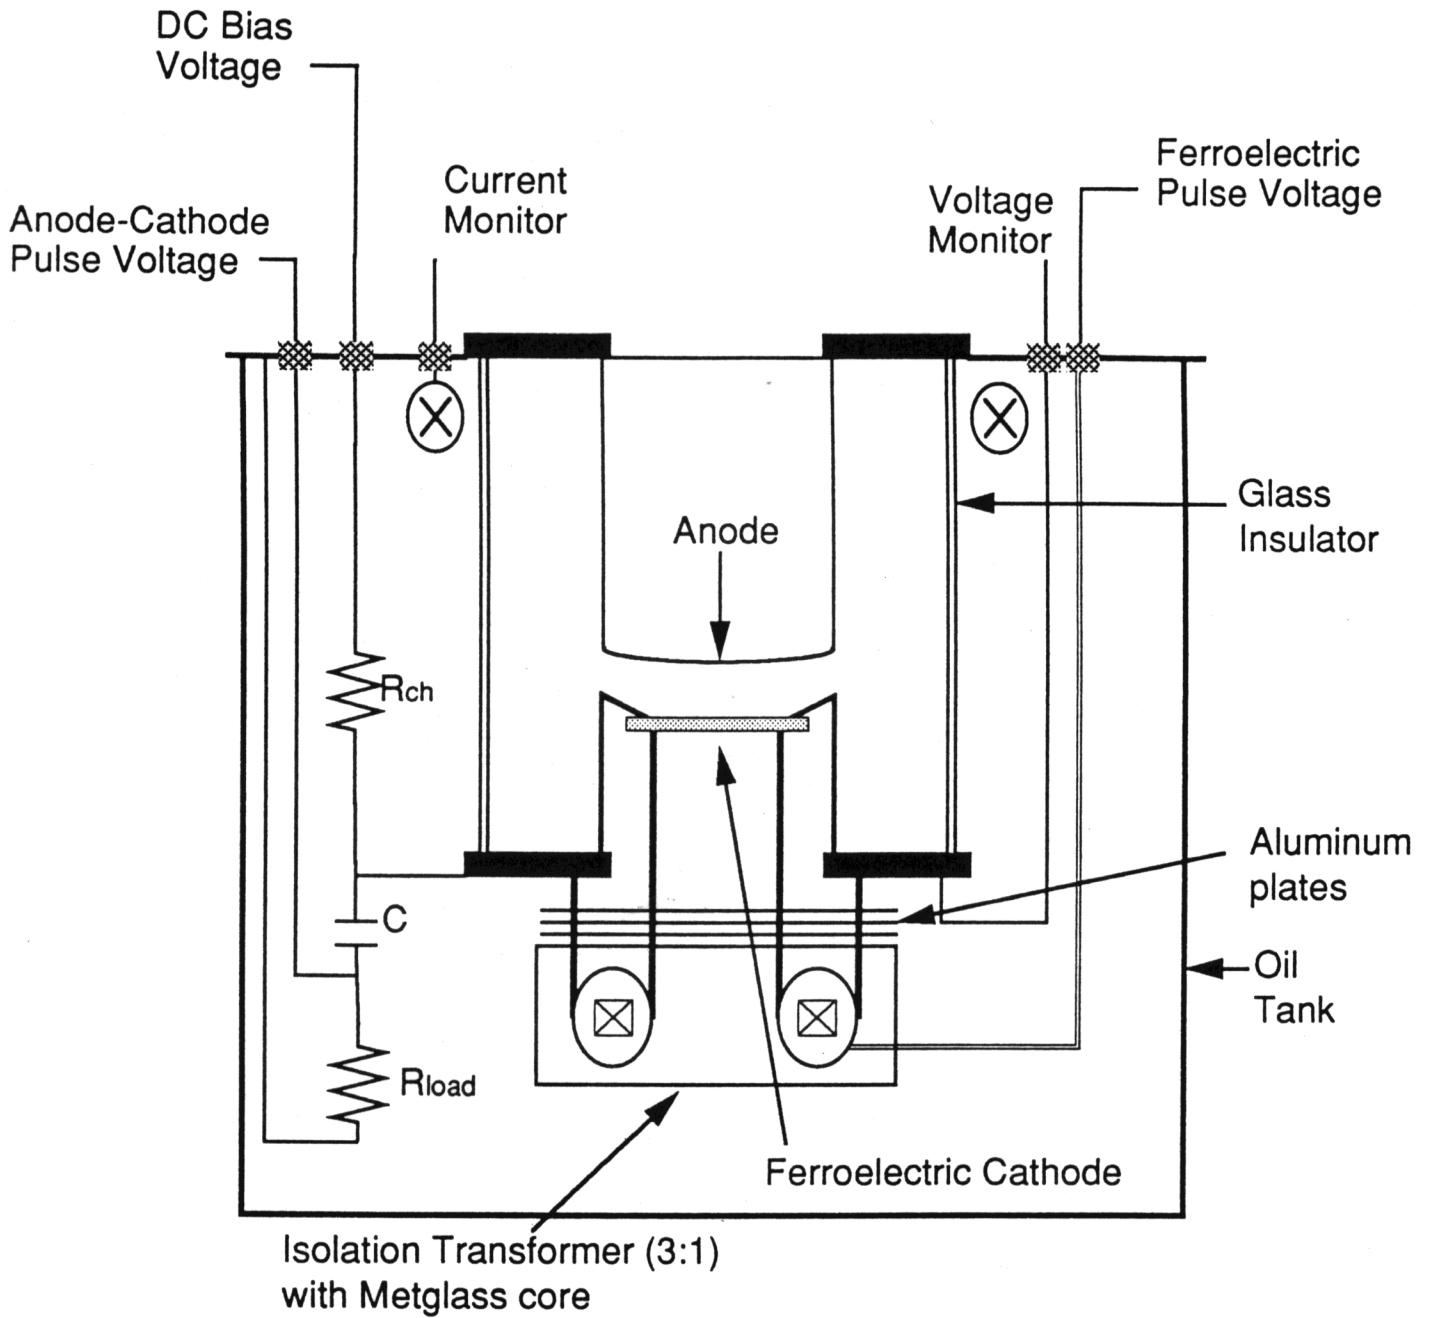 DC Bias
Voltage
Current
Monitor
Anode-Cathode
Pulse Voltage
Ferroelectric
Pulse Voltage
Voltage
Monitor
Glass
Insulator
Anode
Rch
Aluminum
plates
C
Oil
Tank
Rload
Ferroelectric Cathode
Isolation Transformer (3:1)
with Metglass core